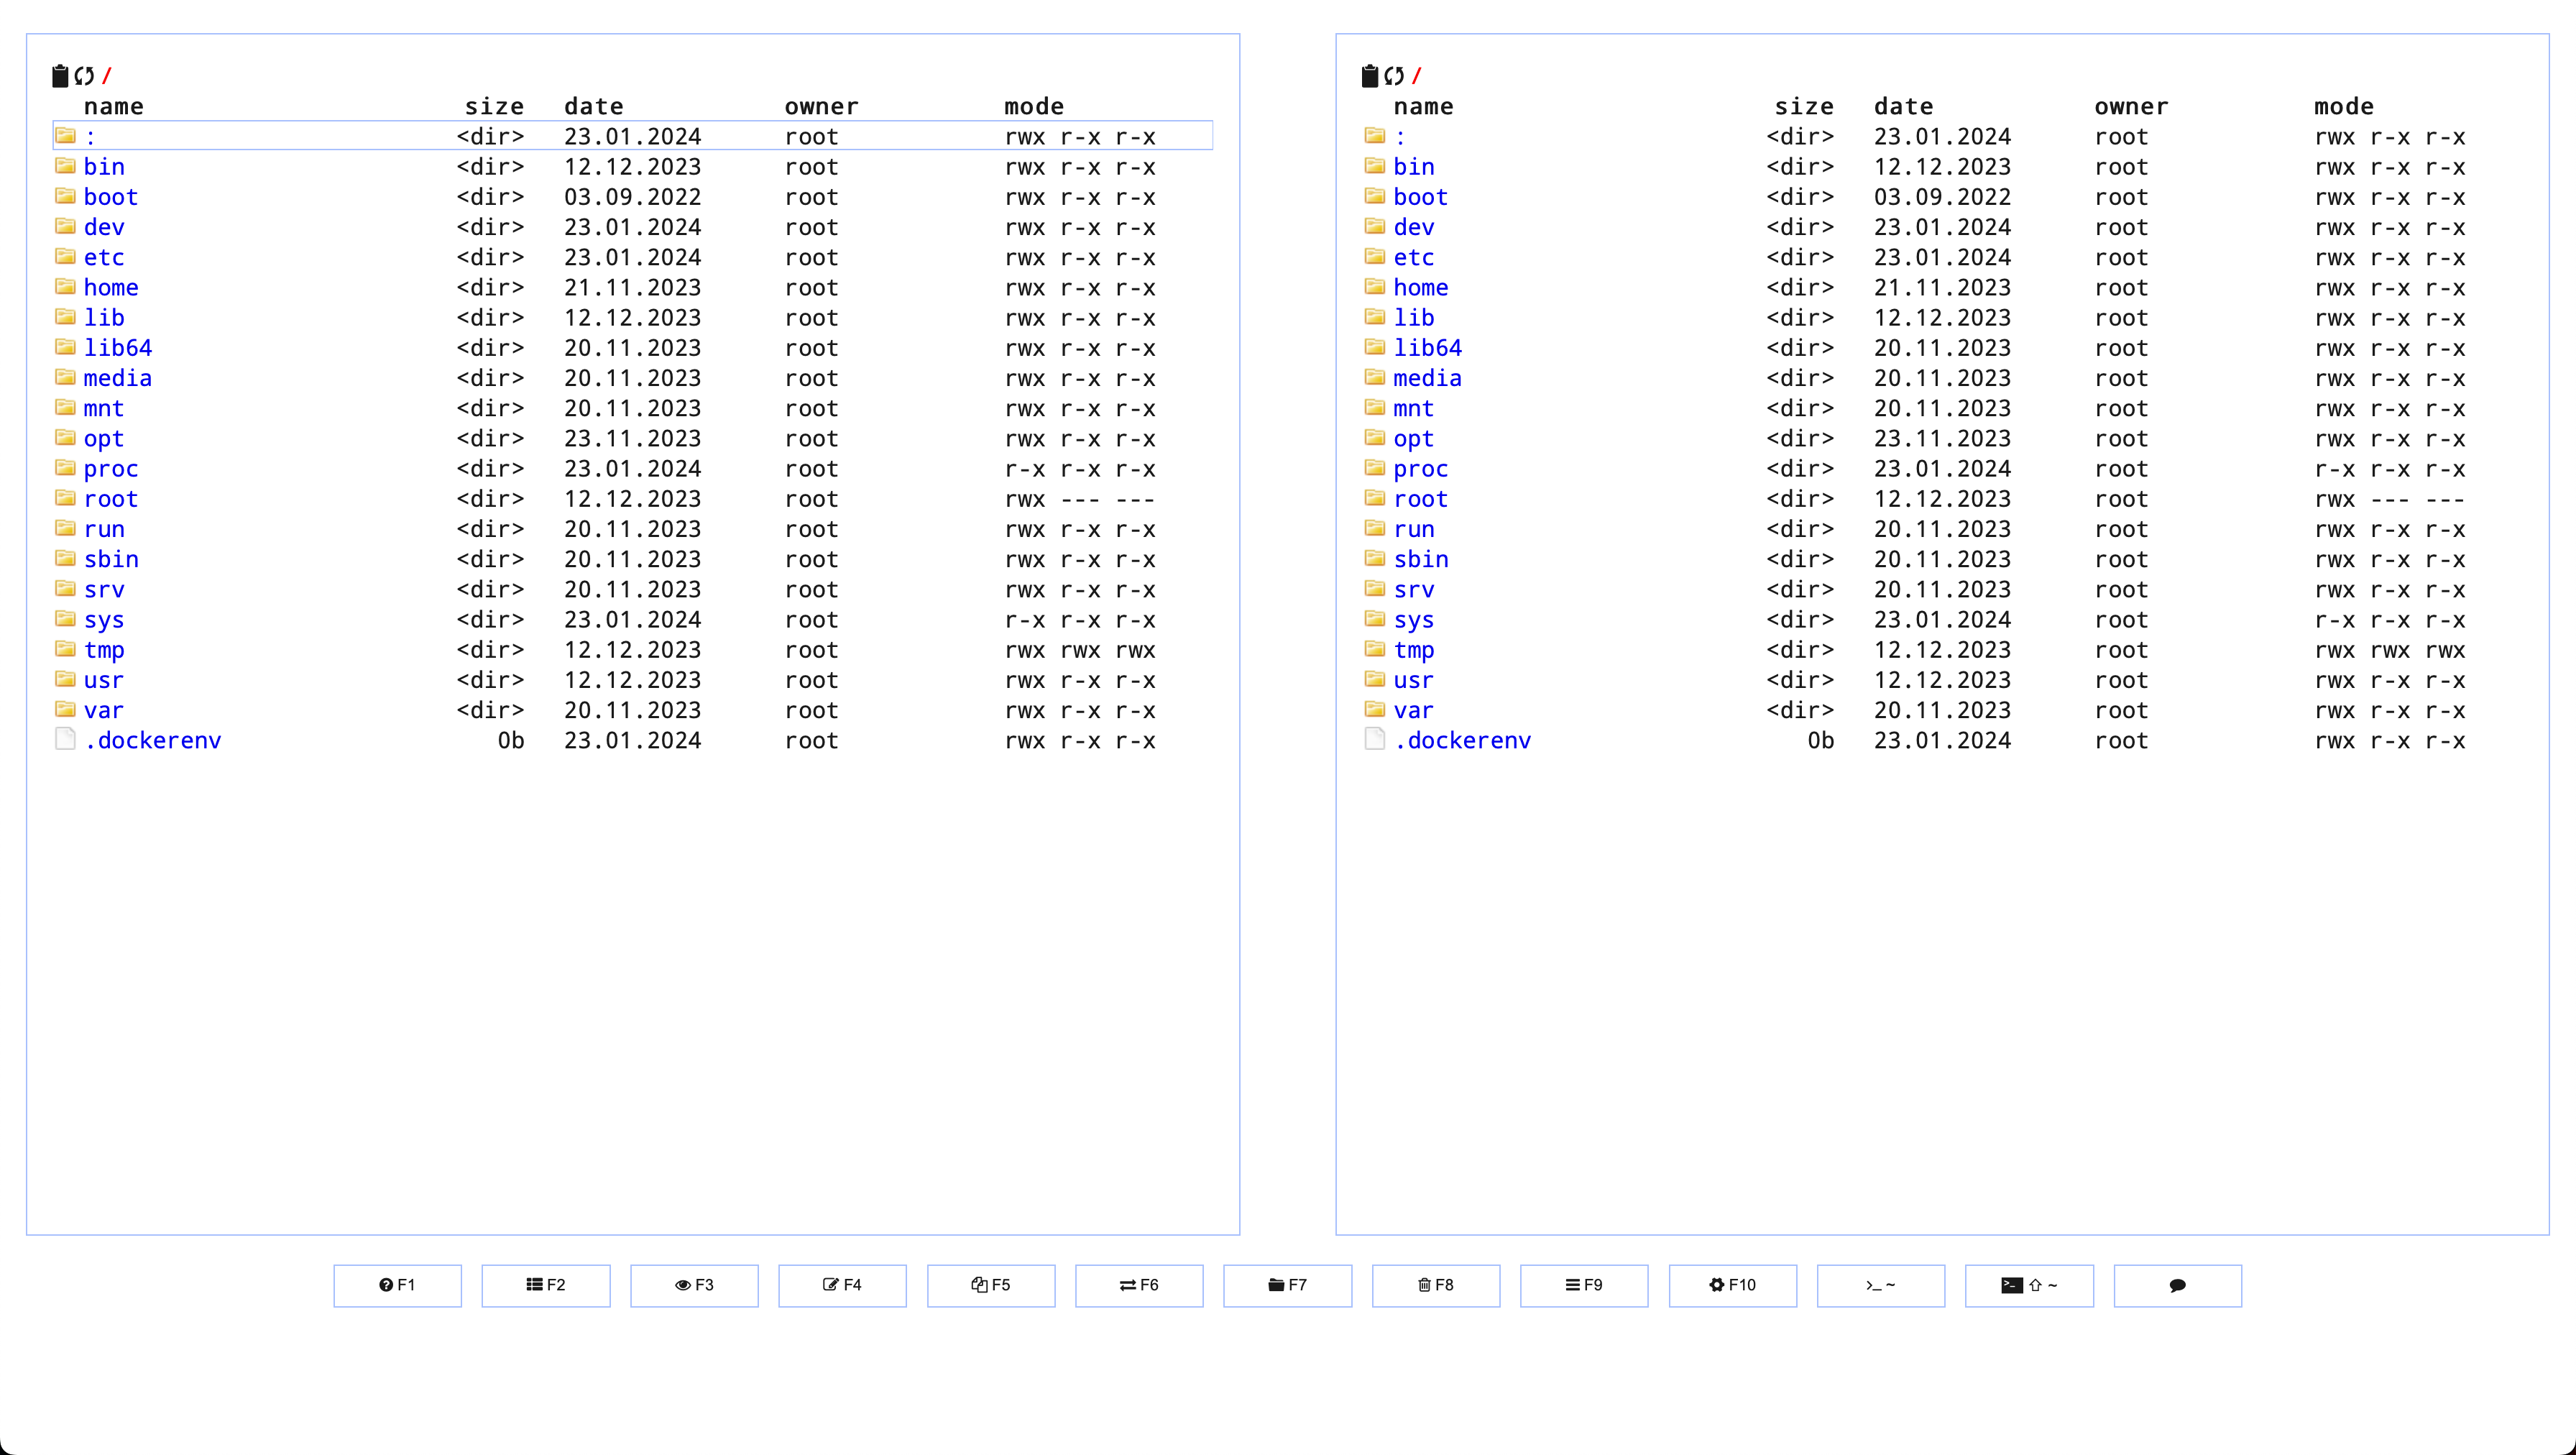 /
name size date owner mode
: <dir> 23.01.2024 root rwx r-x r-x
bin <dir> 12.12.2023 root rwx r-x r-x
boot <dir> 03.09.2022 root rwx r-x r-x
dev <dir> 23.01.2024 root rwx r-x r-x
etc <dir> 23.01.2024 root rwx r-x r-x
home <dir> 21.11.2023 root rwx r-x r-x
lib <dir> 12.12.2023 root rwx r-x r-x
lib64 <dir> 20.11.2023 root rwx r-x r-x
media <dir> 20.11.2023 root rwx r-x r-x
mnt <dir> 20.11.2023 root rwx r-x r-x
opt <dir> 23.11.2023 root rwx r-x r-x
proc <dir> 23.01.2024 root r-x r-x r-x
root <dir> 12.12.2023 root rwx --- ---
run <dir> 20.11.2023 root rwx r-x r-x
sbin <dir> 20.11.2023 root rwx r-x r-x
srv <dir> 20.11.2023 root rwx r-x r-x
sys <dir> 23.01.2024 root r-x r-x r-x
tmp <dir> 12.12.2023 root rwx rwx rwx
usr <dir> 12.12.2023 root rwx r-x r-x
var <dir> 20.11.2023 root rwx r-x r-x
.dockerenv 0b 23.01.2024 root rwx r-x r-x
/
name size date owner mode
: <dir> 23.01.2024 root rwx r-x r-x
bin <dir> 12.12.2023 root rwx r-x r-x
boot <dir> 03.09.2022 root rwx r-x r-x
dev <dir> 23.01.2024 root rwx r-x r-x
etc <dir> 23.01.2024 root rwx r-x r-x
home <dir> 21.11.2023 root rwx r-x r-x
lib <dir> 12.12.2023 root rwx r-x r-x
lib64 <dir> 20.11.2023 root rwx r-x r-x
media <dir> 20.11.2023 root rwx r-x r-x
mnt <dir> 20.11.2023 root rwx r-x r-x
opt <dir> 23.11.2023 root rwx r-x r-x
proc <dir> 23.01.2024 root r-x r-x r-x
root <dir> 12.12.2023 root rwx --- ---
run <dir> 20.11.2023 root rwx r-x r-x
sbin <dir> 20.11.2023 root rwx r-x r-x
srv <dir> 20.11.2023 root rwx r-x r-x
sys <dir> 23.01.2024 root r-x r-x r-x
tmp <dir> 12.12.2023 root rwx rwx rwx
usr <dir> 12.12.2023 root rwx r-x r-x
var <dir> 20.11.2023 root rwx r-x r-x
.dockerenv 0b 23.01.2024 root rwx r-x r-x
F1 F2 F3 F4 F5 F6 F7 F8 F9 F10 >_ ~ >_ ⇧ ~